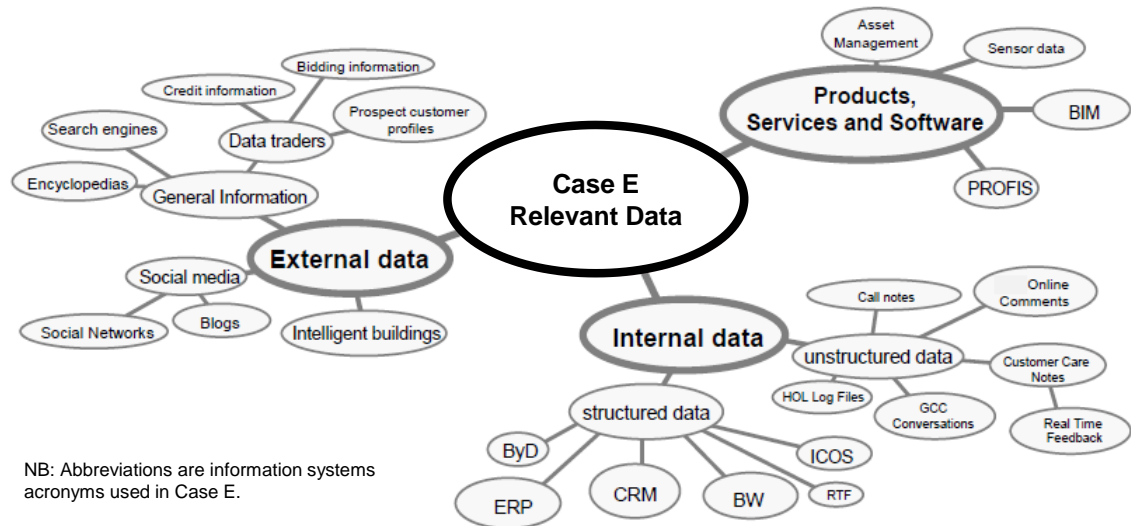 Case E
Relevant Data
External data
General Information
Search engines
Encyclopedias
Data traders
Credit information
Bidding information
Prospect customer
profiles
Social media
Social Networks
Blogs
Intelligent buildings
Products,
Services and Software
Asset
Management
Sensor data
BIM
PROFIS
Internal data
unstructured data
Call notes
Online
Comments
Customer Care
Notes
Real Time
Feedback
GCC
Conversations
HOL Log Files
structured data
ByD
ERP
CRM
BW
RTF
ICOS
NB: Abbreviations are information systems
acronyms used in Case E.